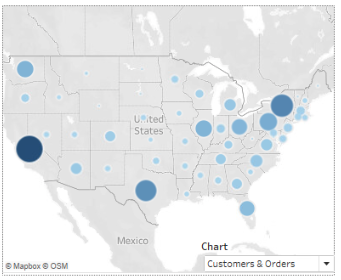 United
States
Mexico
Chart
© Mapbox © OSM
Customers & Orders